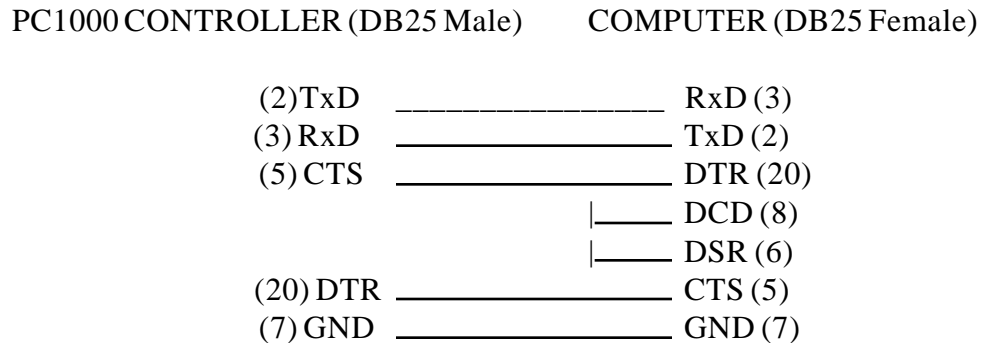 PC1000 CONTROLLER (DB25 Male) COMPUTER (DB25 Female)
(2)TxD ________________ RxD (3)
(3) RxD TxD (2)
(5) CTS DTR (20)
| DCD (8)
| DSR (6)
(20) DTR CTS (5)
(7) GND GND (7)